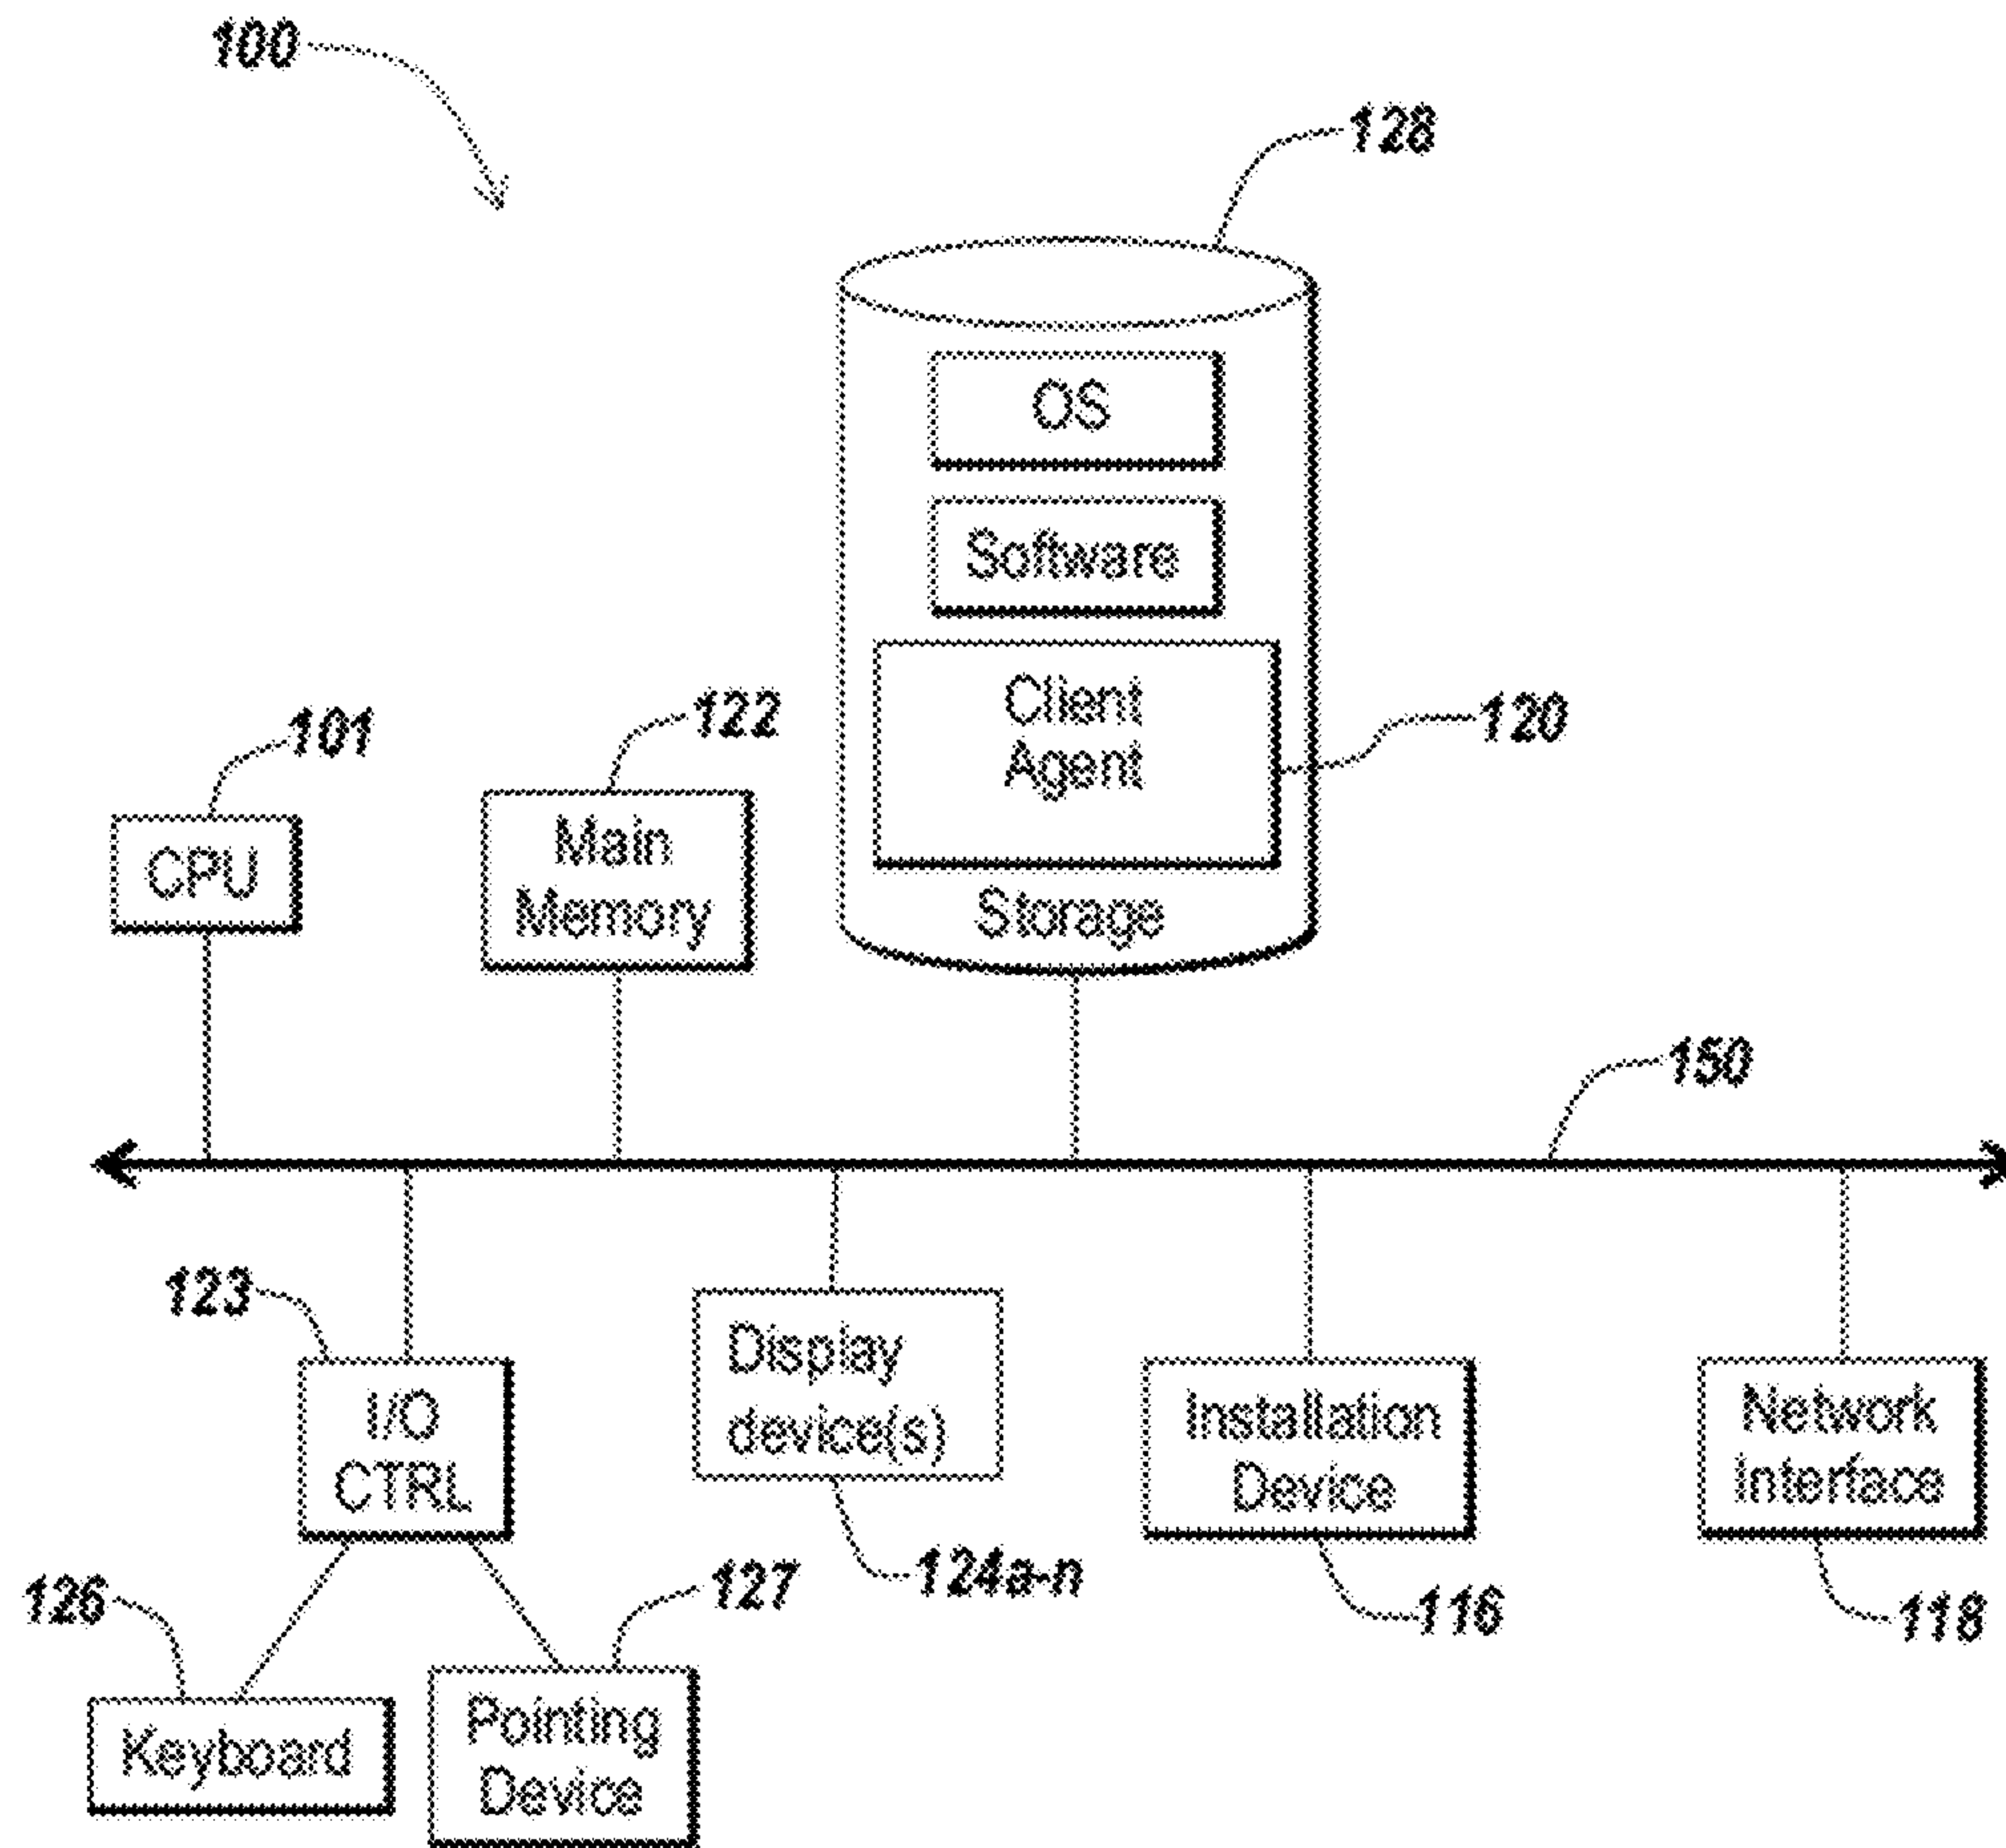 100
128
OS
Software
Client
Agent
120
Storage
101
CPU
122
Main
Memory
150
123
I/O
CTRL
Display
device(s)
124a-n
Installation
Device
116
Network
Interface
118
126
Keyboard
127
Pointing
Device